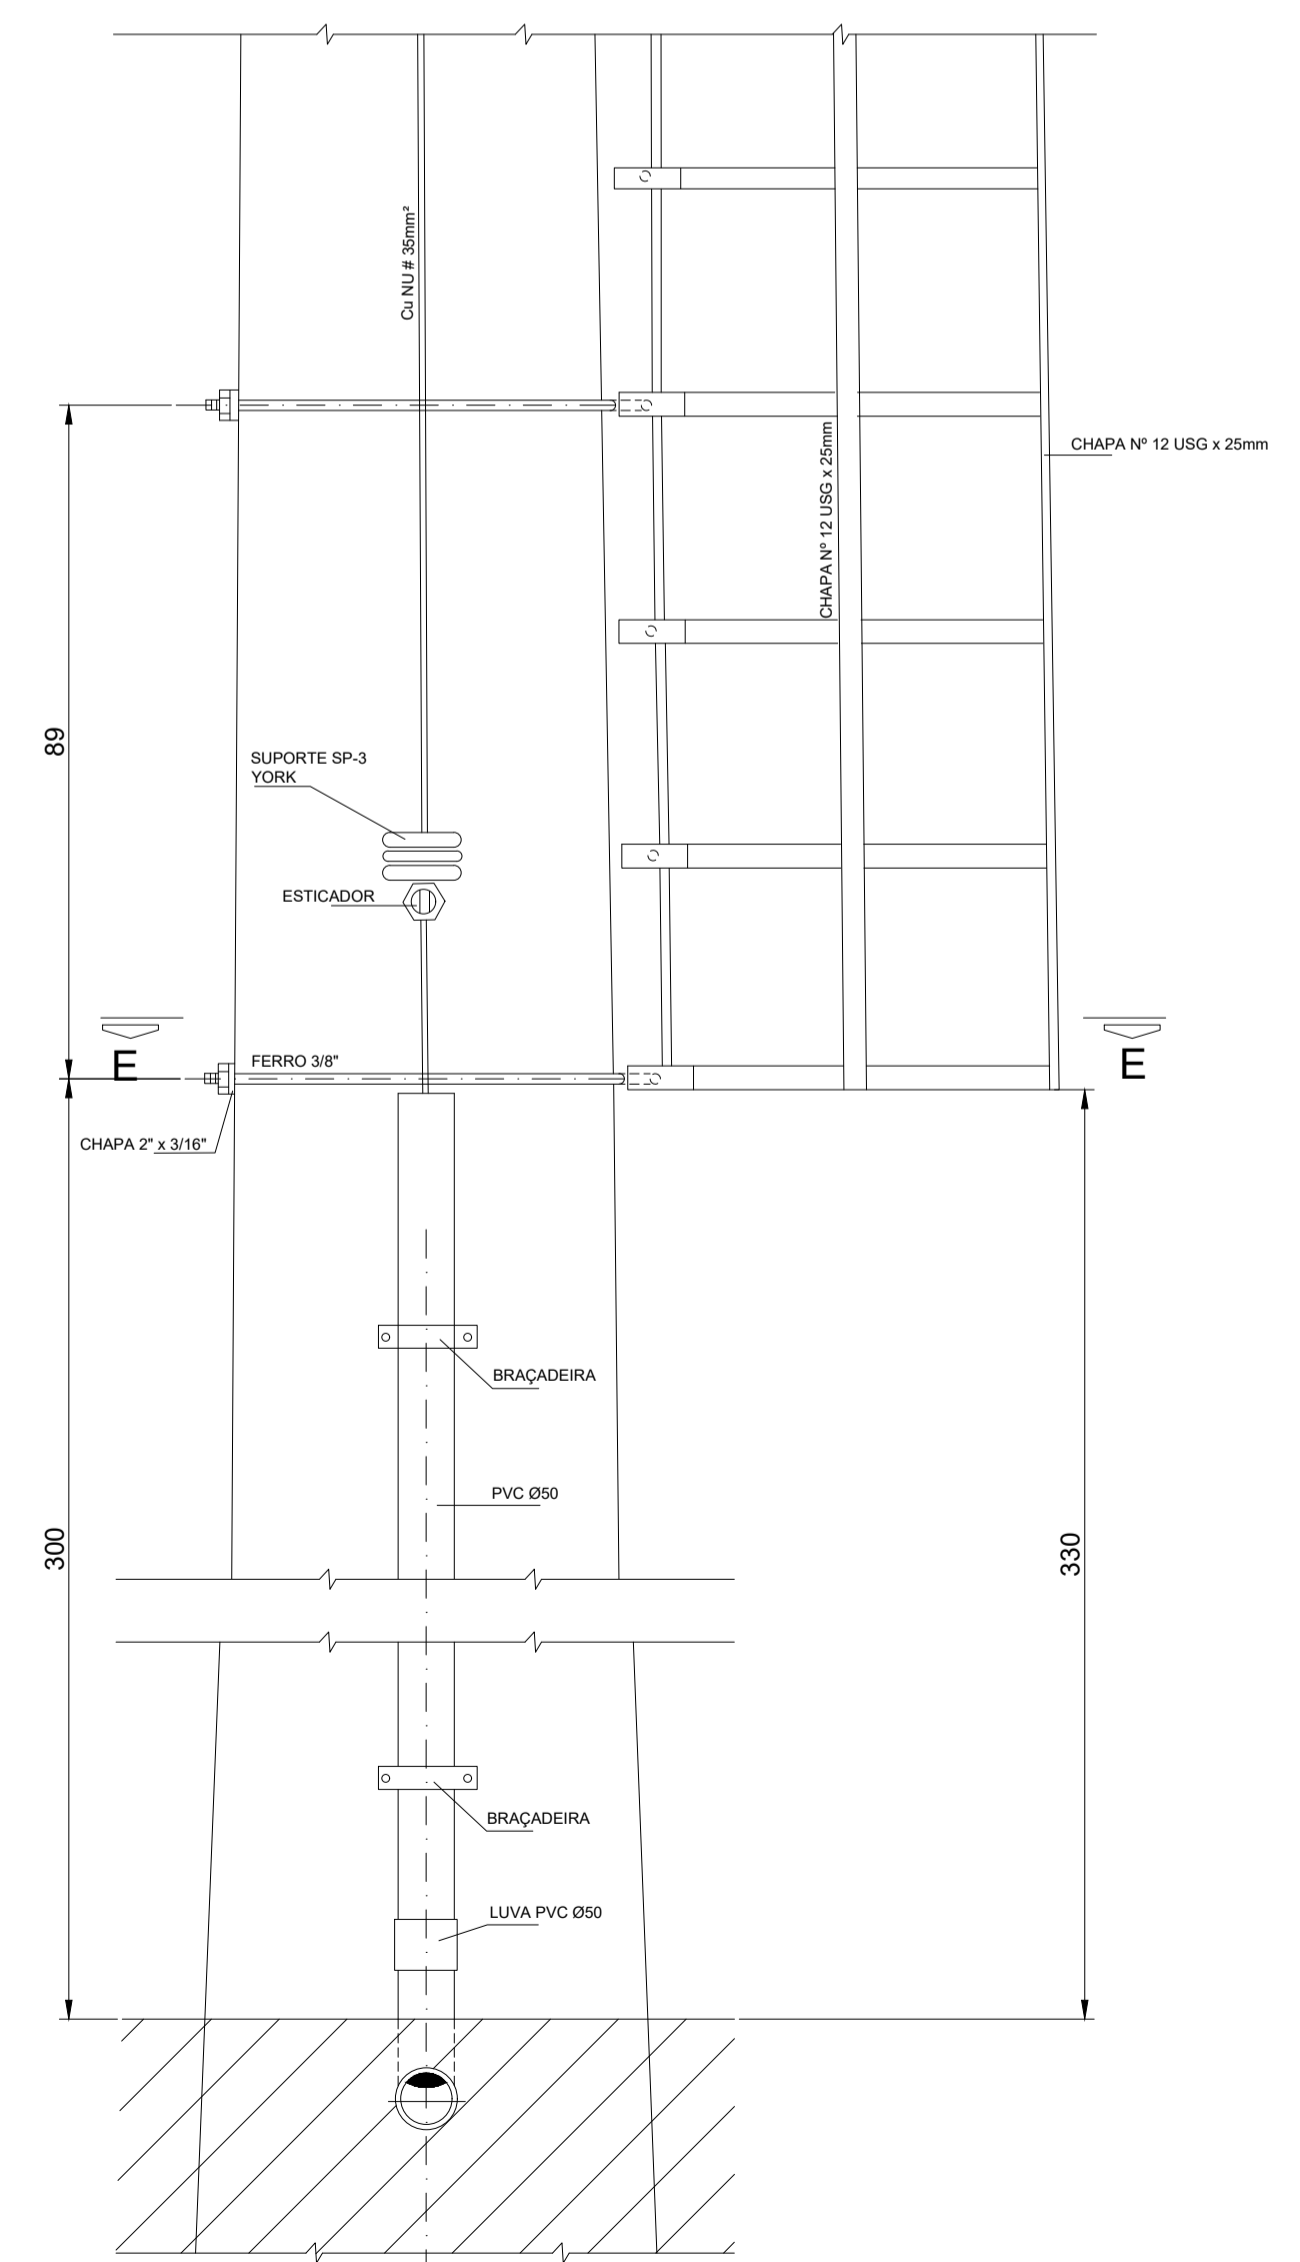 Cu NU # 35mm²
CHAPA Nº 12 USG x 25mm
CHAPA Nº 12 USG x 25mm
89
SUPORTE SP-3
YORK
ESTICADOR
E
E
FERRO 3/8"
CHAPA 2" x 3/16"
BRAÇADEIRA
PVC Ø50
300
330
BRAÇADEIRA
LUVA PVC Ø50